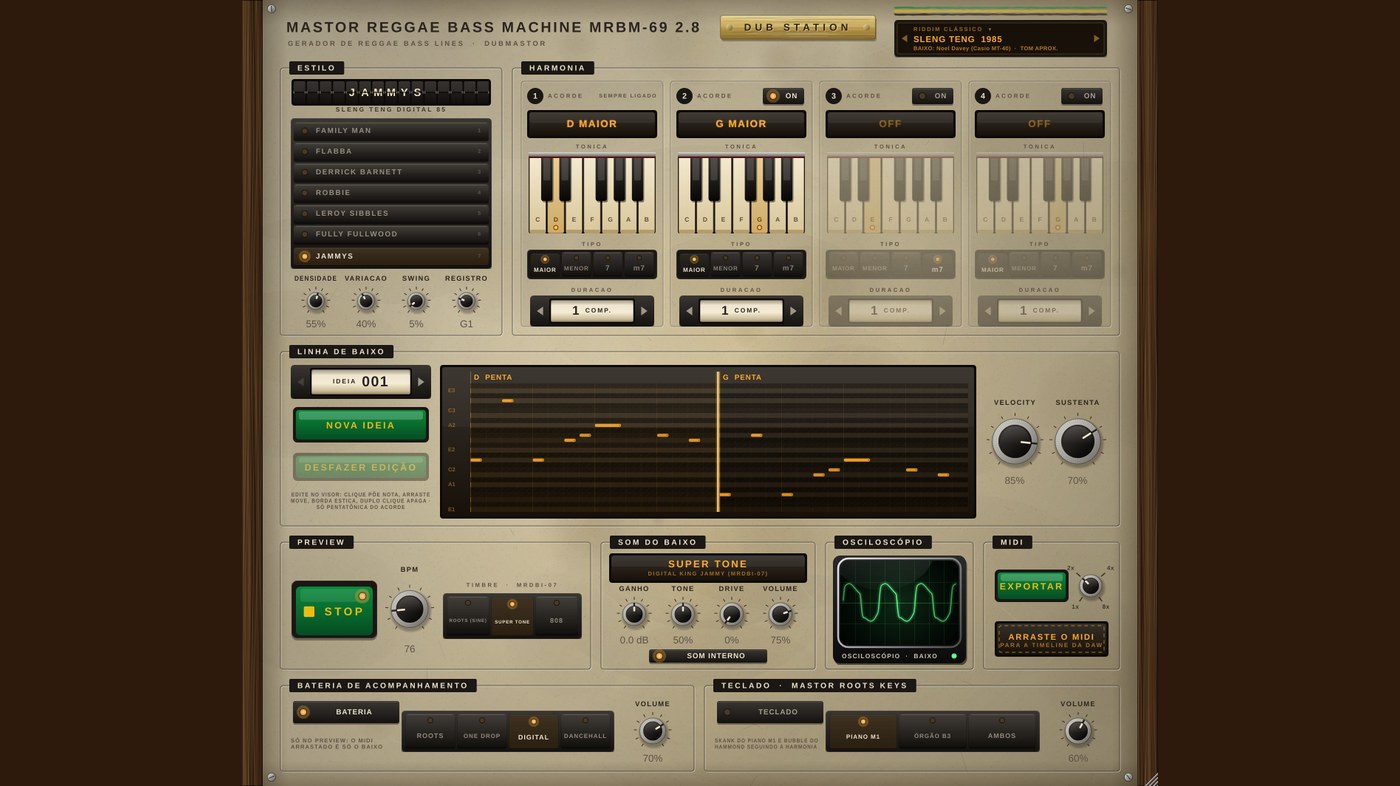 MASTOR REGGAE BASS MACHINE MRBM-69 2.8
GERADOR DE REGGAE BASS LINES · DUBMASTOR
DUB STATION
RIDDIM CLÁSSICO
SLENG TENG 1985
BAIXO: Noel Davey (Casio MT-40) · TOM APROX.
ESTILO
JAMMYS
SLENG TENG DIGITAL 85
FAMILY MAN 1
FLABBA 2
DERRICK BARNETT 3
ROBBIE 4
LEROY SIBBLES 5
FULLY FULLWOOD 6
JAMMYS 7
DENSIDADE VARIACAO SWING REGISTRO
55% 40% 5% G1
HARMONIA
1 ACORDE SEMPRE LIGADO
D MAIOR
TONICA
C D E F G A B
TIPO
MAIOR MENOR 7 m7
DURACAO
1 COMP.
2 ACORDE ON
G MAIOR
TONICA
C D E F G A B
TIPO
MAIOR MENOR 7 m7
DURACAO
1 COMP.
3 ACORDE ON
OFF
TONICA
C D E F G A B
TIPO
MAIOR MENOR 7 m7
DURACAO
1 COMP.
4 ACORDE ON
OFF
TONICA
C D E F G A B
TIPO
MAIOR MENOR 7 m7
DURACAO
1 COMP.
LINHA DE BAIXO
IDEIA 001
NOVA IDEIA
DESFAZER EDIÇÃO
EDITE NO VISOR: CLIQUE PÕE NOTA, ARRASTE
MOVE, BORDA ESTICA, DUPLO CLIQUE APAGA ·
SÓ PENTATÔNICA DO ACORDE
D PENTA
G PENTA
C3
A2
E2
C2
A1
E1
VELOCITY SUSTENTA
85% 70%
PREVIEW
STOP
BPM
76
TIMBRE · MRDBI-07
ROOTS (SINE) SUPER TONE 808
SOM DO BAIXO
SUPER TONE
DIGITAL KING JAMMY (MRDBI-07)
GANHO TONE DRIVE VOLUME
0.0 dB 50% 0% 75%
SOM INTERNO
OSCILOSCÓPIO
OSCILOSCÓPIO · BAIXO
MIDI
EXPORTAR
2x 4x
1x 8x
ARRASTE O MIDI
PARA A TIMELINE DA DAW
BATERIA DE ACOMPANHAMENTO
BATERIA
SÓ NO PREVIEW: O MIDI
ARRASTADO É SÓ O BAIXO
ROOTS ONE DROP DIGITAL DANCEHALL
VOLUME
70%
TECLADO · MASTOR ROOTS KEYS
TECLADO
SKANK DO PIANO M1 E BUBBLE DO
HAMMOND SEGUINDO A HARMONIA
PIANO M1 ÓRGÃO B3 AMBOS
VOLUME
60%